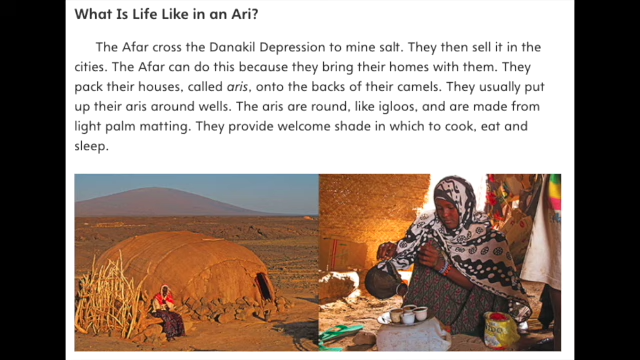 What Is Life Like in an Ari?
The Afar cross the Danakil Depression to mine salt. They then sell it in the
cities. The Afar can do this because they bring their homes with them. They
pack their houses, called aris, onto the backs of their camels. They usually put
up their aris around wells. The aris are round, like igloos, and are made from
light palm matting. They provide welcome shade in which to cook, eat and
sleep.